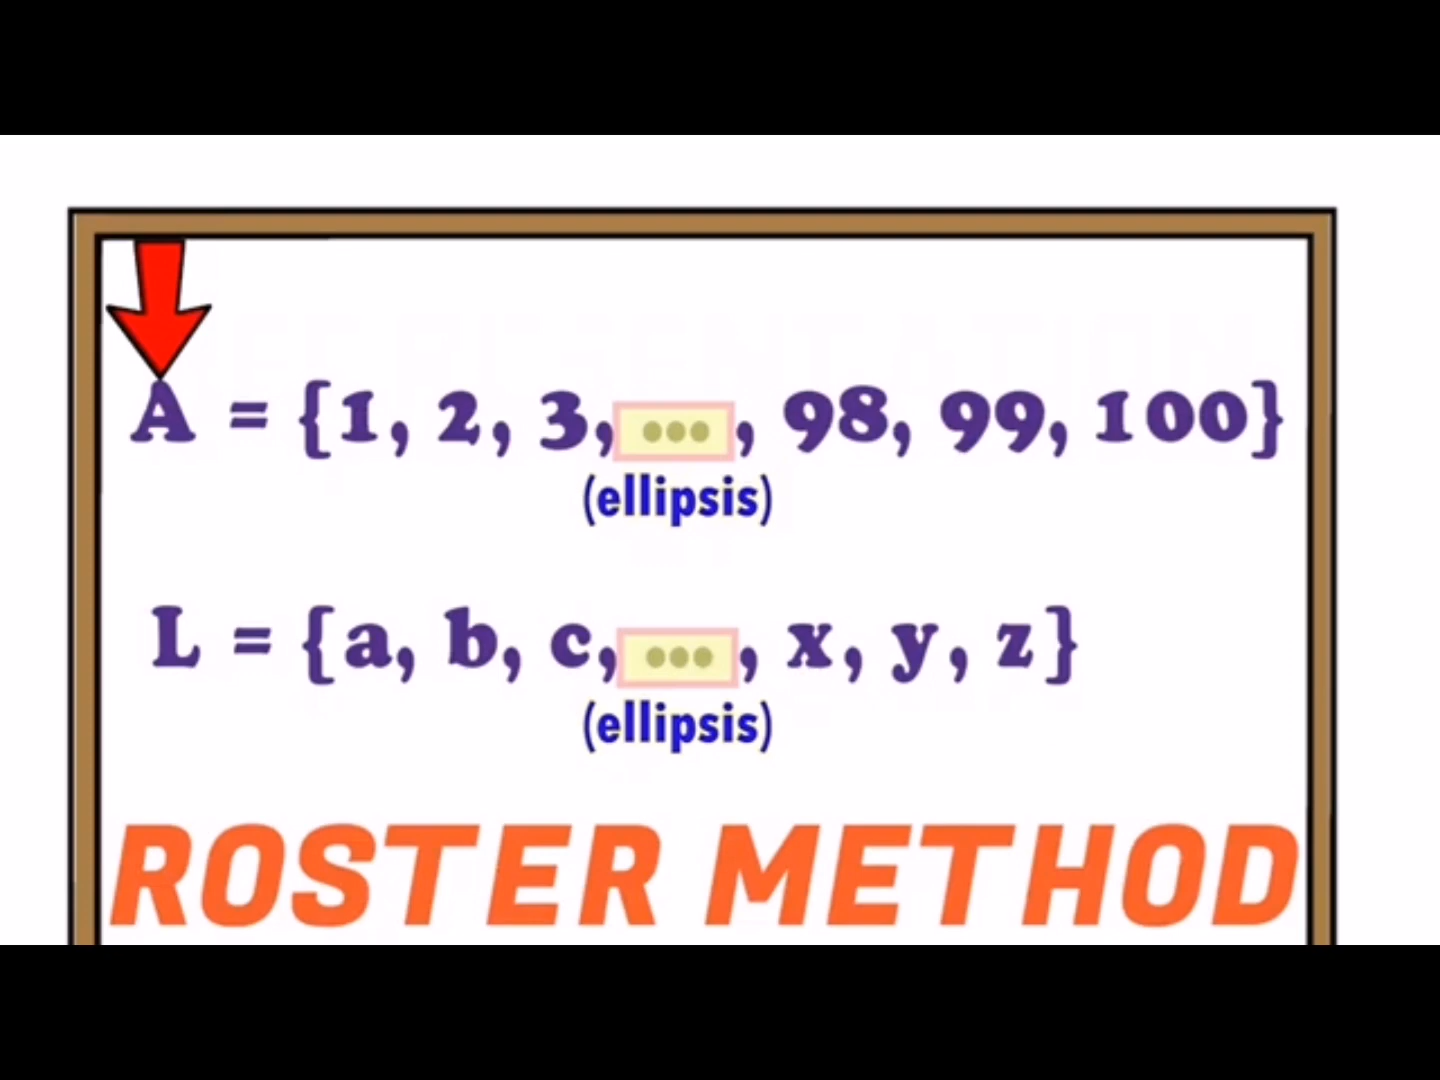 A = {1, 2, 3, ..., 98, 99, 100}
(ellipsis)
L = {a, b, c, ..., x, y, z}
(ellipsis)
ROSTER METHOD